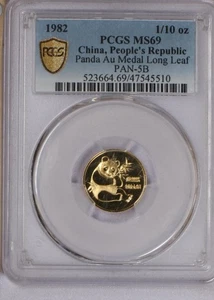 1982 1/10 oz
PCGS MS69
China, People's Republic
Panda Au Medal Long Leaf
PAN-5B
523664.69/47545510
PCGS